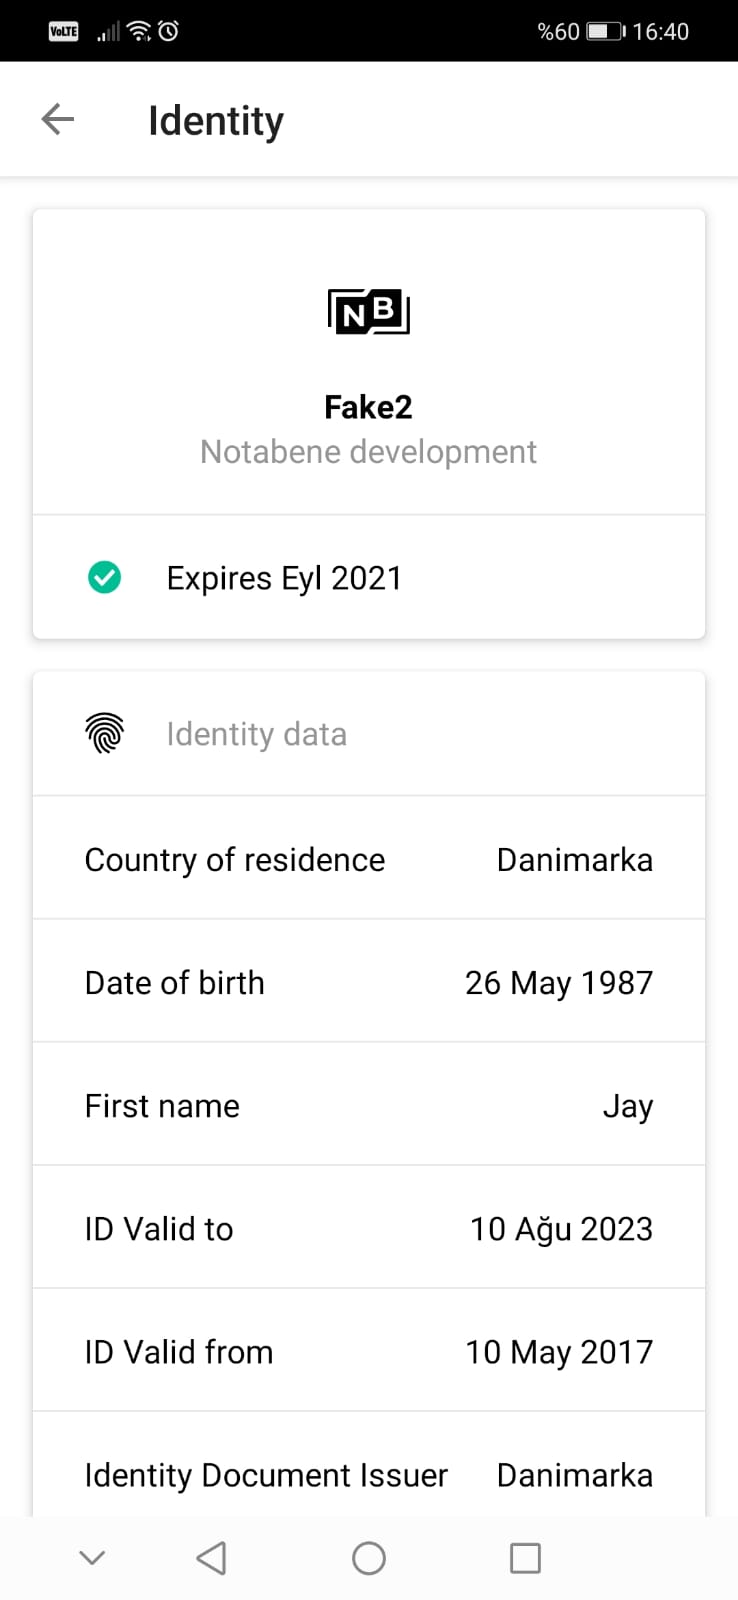 VoLTE %60 16:40
Identity
NB
Fake2
Notabene development
Expires Eyl 2021
Identity data
Country of residence Danimarka
Date of birth 26 May 1987
First name Jay
ID Valid to 10 Ağu 2023
ID Valid from 10 May 2017
Identity Document Issuer Danimarka